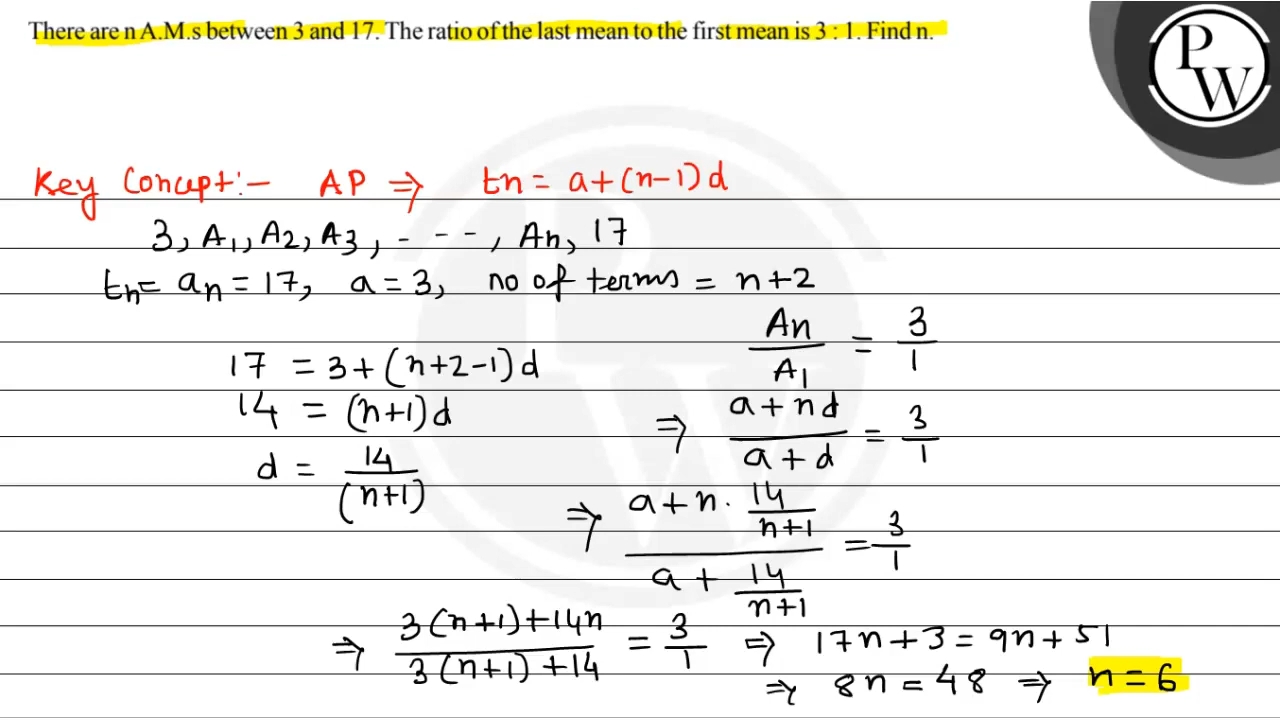 There are n A.M.s between 3 and 17. The ratio of the last mean to the first mean is 3 : 1. Find n.
PW
Key Concept:- AP ⇒ tn = a+(n-1)d
3, A1, A2, A3, - - -, An, 17
tn= an = 17, a = 3, no of terms = n+2
17 = 3+(n+2-1)d
14 = (n+1)d
d = 14/(n+1)
An/A1 = 3/1
⇒ (a+nd)/(a+d) = 3/1
⇒ (a+n·14/(n+1))/(a+14/(n+1)) = 3/1
⇒ (3(n+1)+14n)/(3(n+1)+14) = 3/1 ⇒ 17n+3 = 9n+51
⇒ 8n = 48 ⇒ n = 6